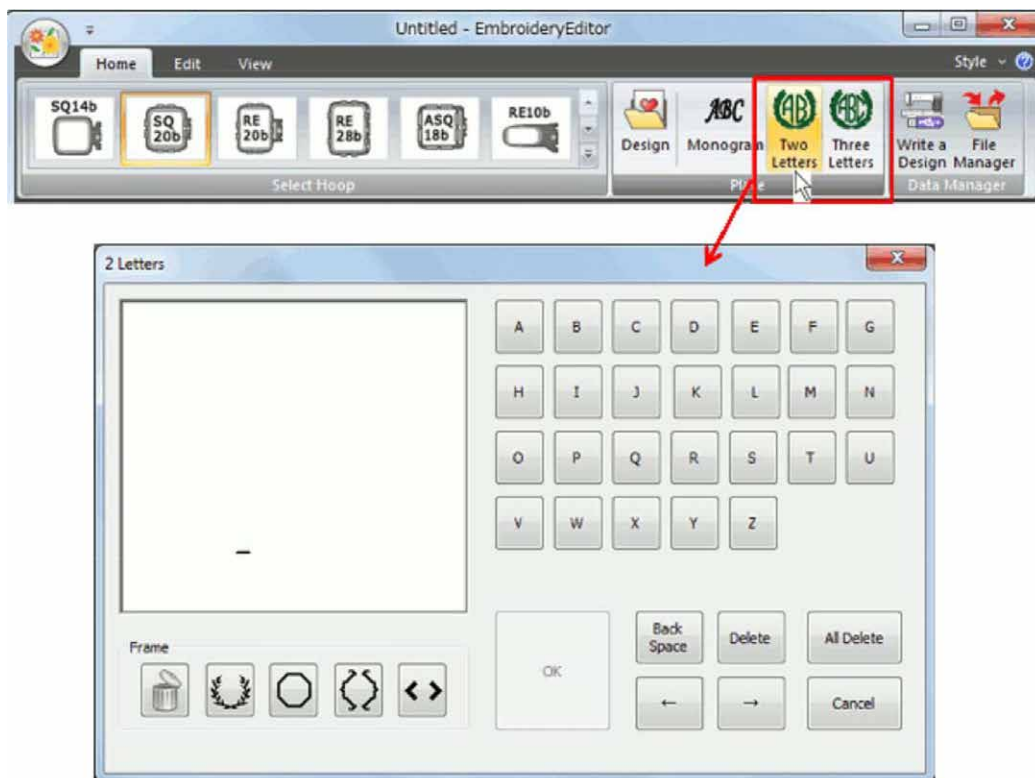 Untitled - EmbroideryEditor
Home Edit View Style
SQ14b
SQ 20b
RE 20b
RE 28b
ASQ 18b
RE10b
Design
Monogram
Two Letters
Three Letters
Write a Design
File Manager
Select Hoop
Data Manager
2 Letters
A B C D E F G
H I J K L M N
O P Q R S T U
V W X Y Z
Frame
OK
Back Space
Delete
All Delete
← →
Cancel